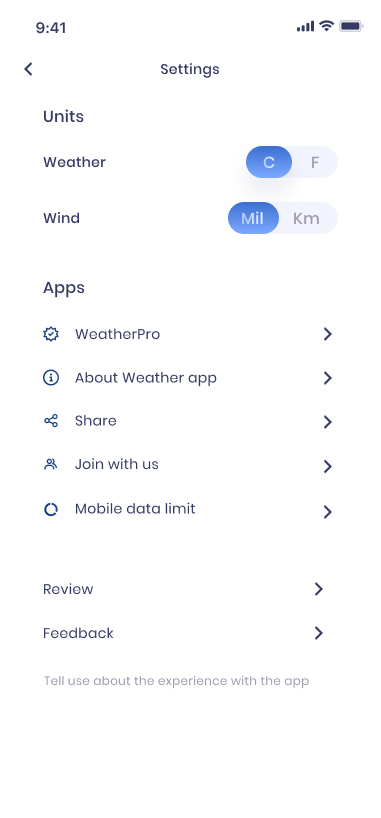 9:41
Settings
Units
Weather C F
Wind Mil Km
Apps
WeatherPro
About Weather app
Share
Join with us
Mobile data limit
Review
Feedback
Tell use about the experience with the app